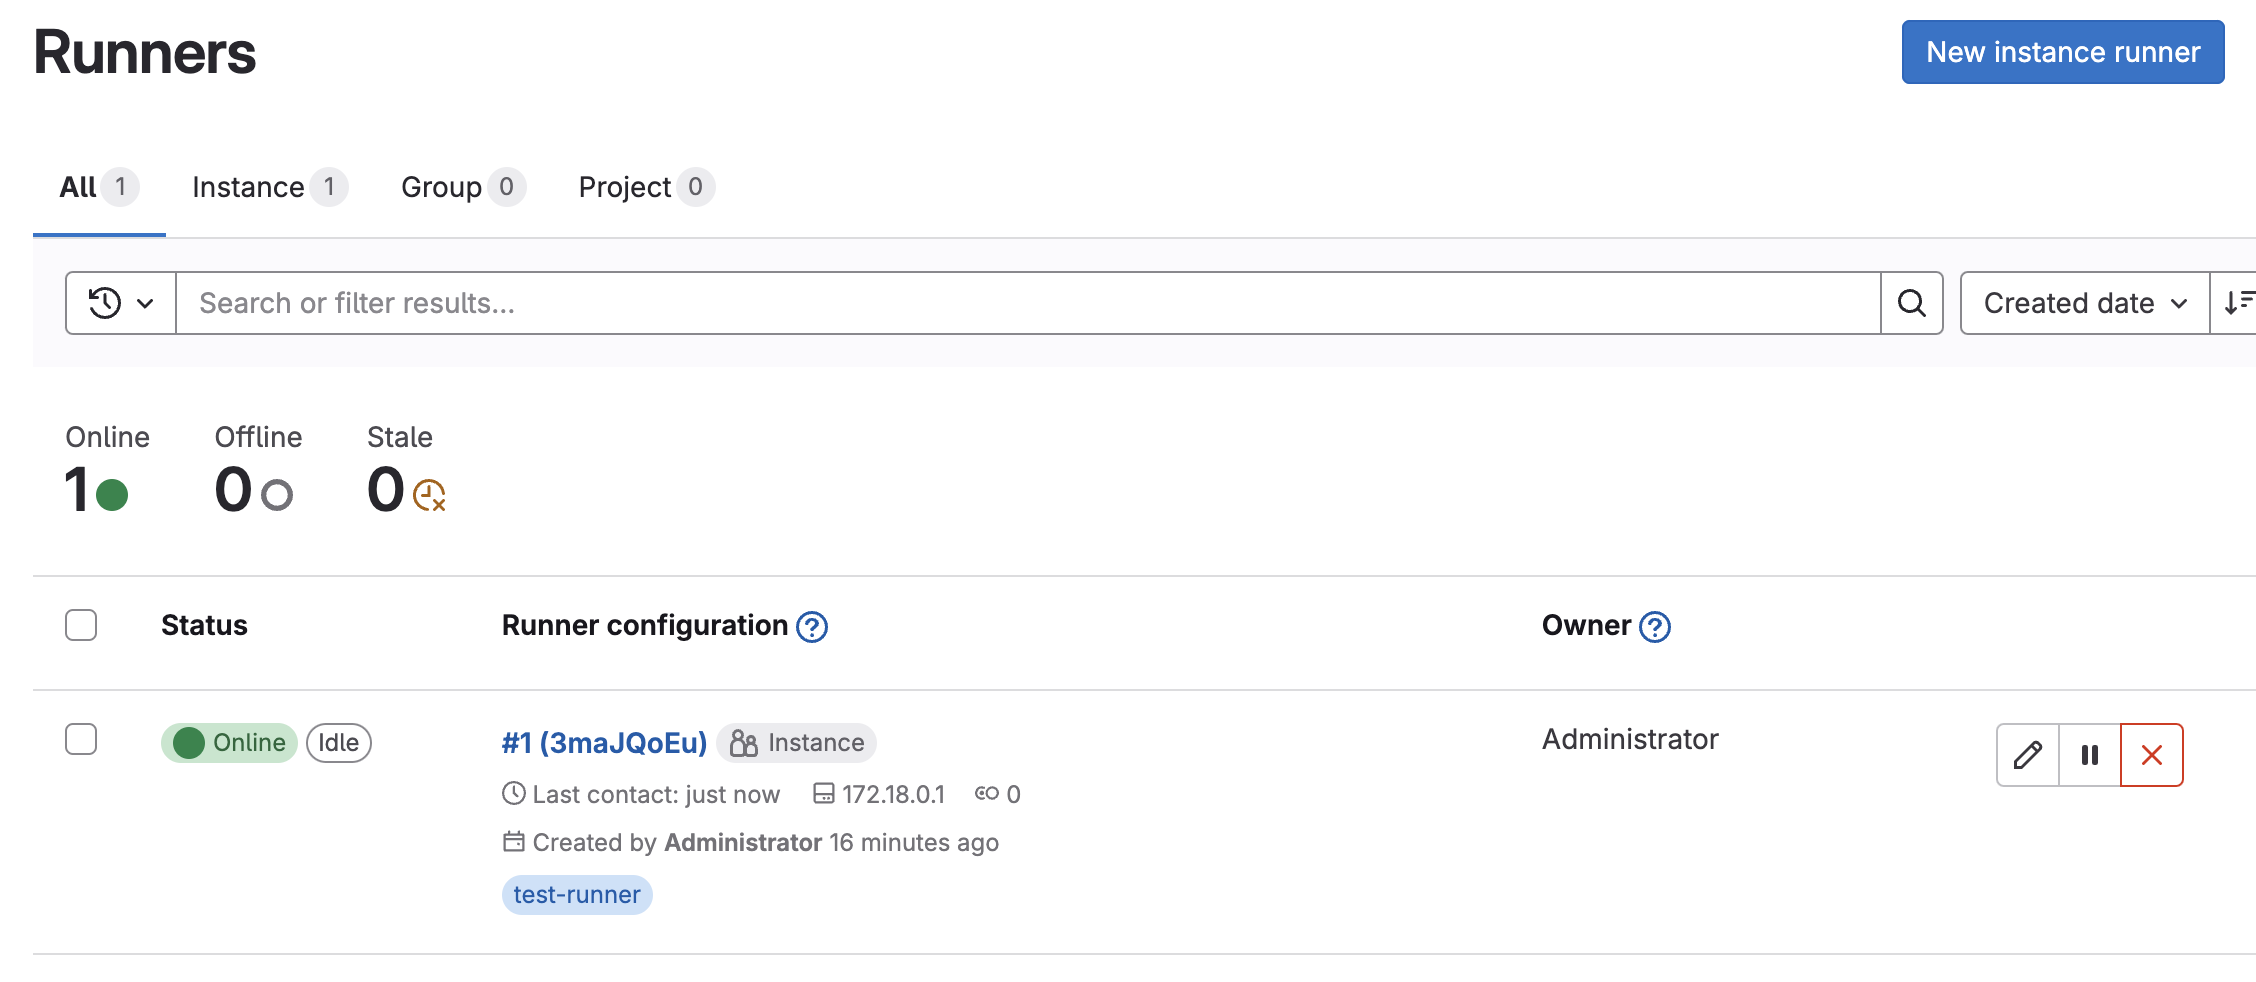 Runners
New instance runner
All 1 Instance 1 Group 0 Project 0
Search or filter results...
Created date
Online Offline Stale
1 0 0
Status Runner configuration Owner
Online Idle #1 (3maJQoEu) Instance Administrator
Last contact: just now 172.18.0.1 0
Created by Administrator 16 minutes ago
test-runner